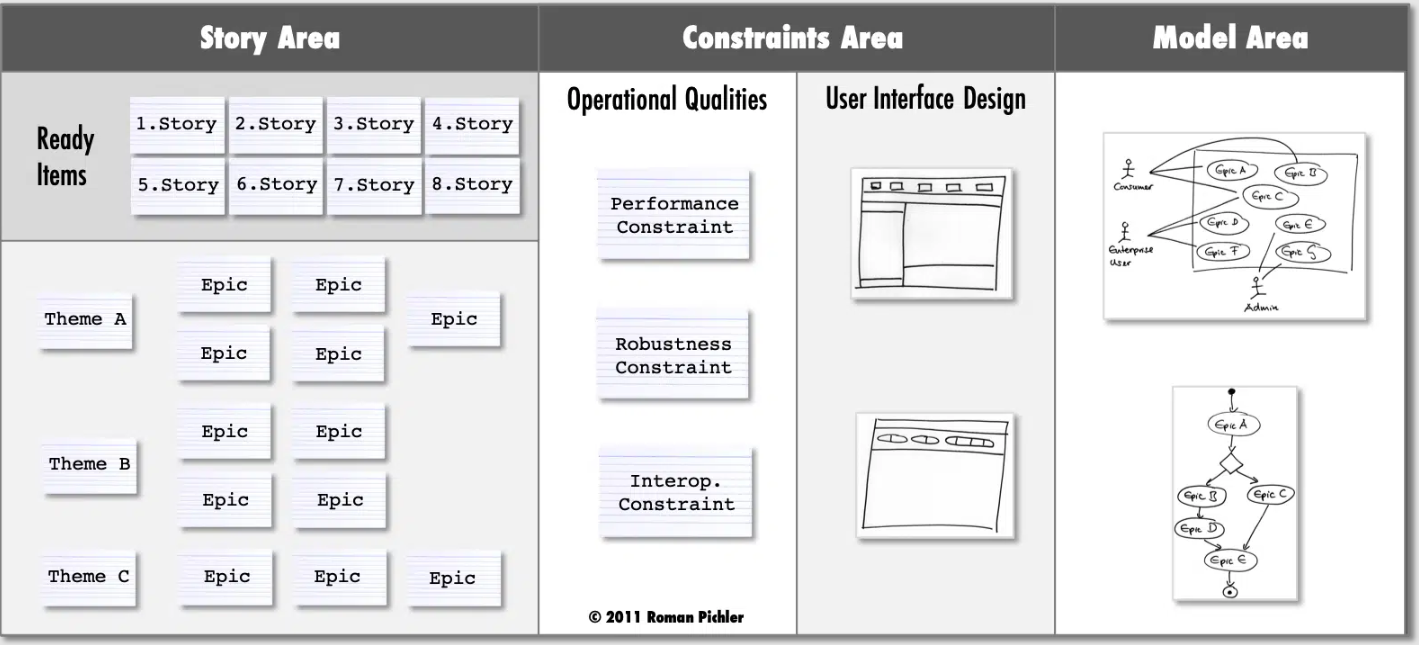 Story Area
Constraints Area
Model Area
Ready
Items
1.Story 2.Story 3.Story 4.Story
5.Story 6.Story 7.Story 8.Story
Theme A
Epic Epic
Epic
Epic Epic
Theme B
Epic Epic
Epic Epic
Theme C
Epic Epic Epic
Operational Qualities
Performance
Constraint
Robustness
Constraint
Interop.
Constraint
© 2011 Roman Pichler
User Interface Design
Consumer
Enterprise
User
Epic A Epic B
Epic C
Epic D Epic E
Epic F Epic G
Admin
Epic A
Epic B Epic C
Epic D
Epic E